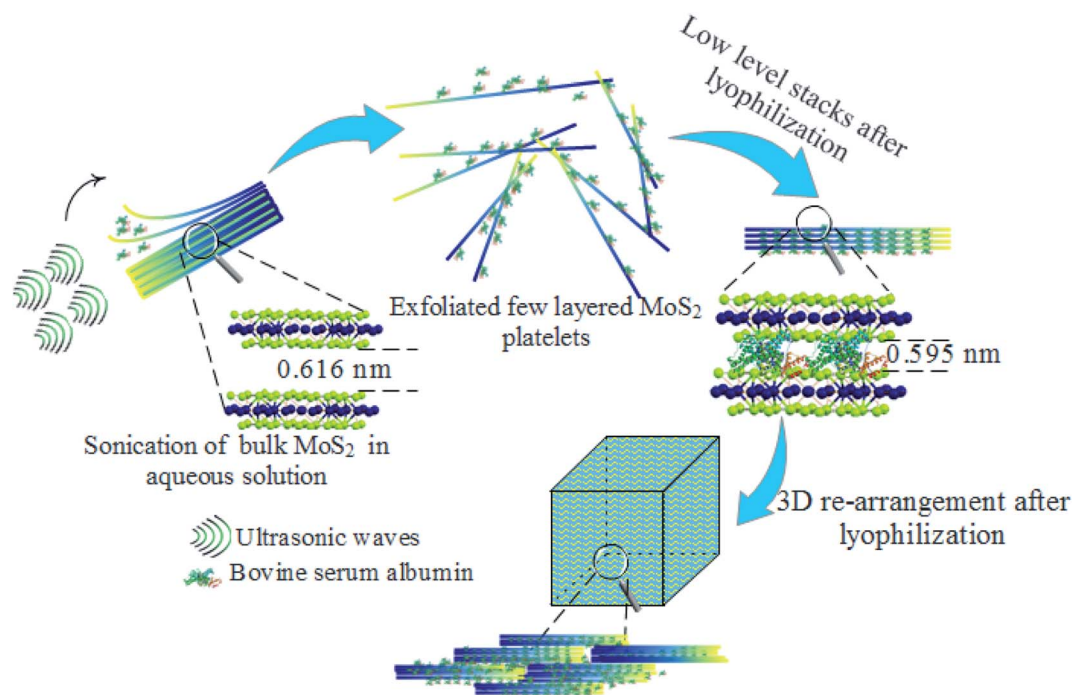 Low level stacks after
lyophilization
Exfoliated few layered MoS₂
platelets
0.616 nm
0.595 nm
Sonication of bulk MoS₂ in
aqueous solution
3D re-arrangement after
lyophilization
Ultrasonic waves
Bovine serum albumin